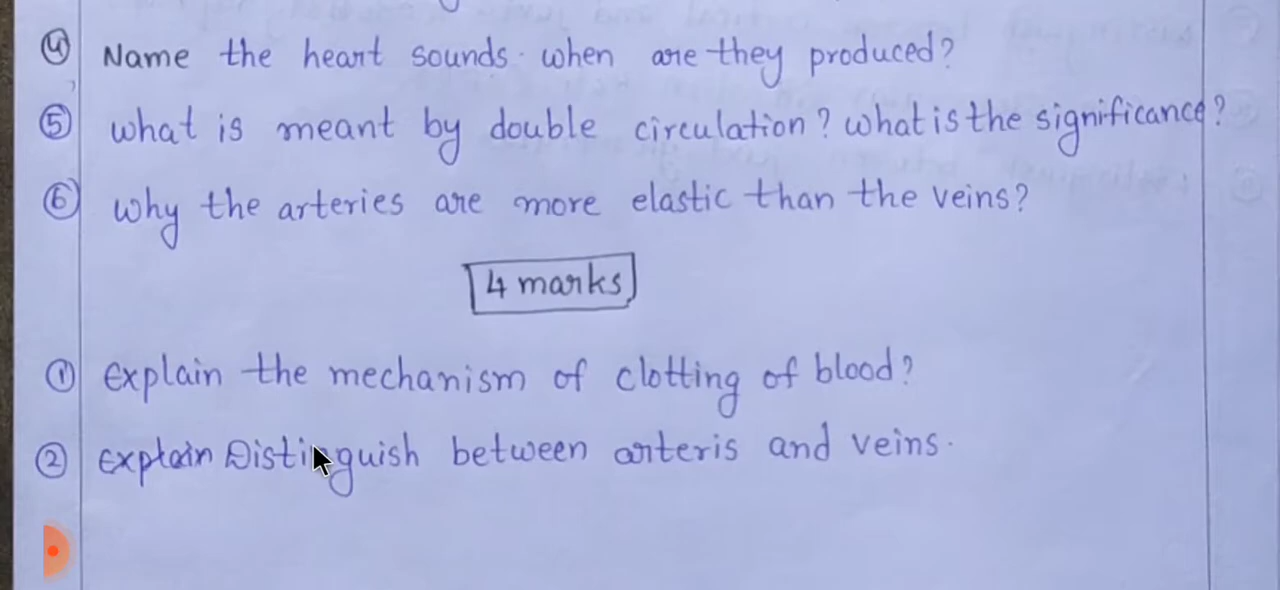 ④ Name the heart sounds. when are they produced?
⑤ what is meant by double circulation? what is the significance?
⑥ why the arteries are more elastic than the veins?
4 marks
① Explain the mechanism of clotting of blood?
② Explain Distinguish between arteris and veins.